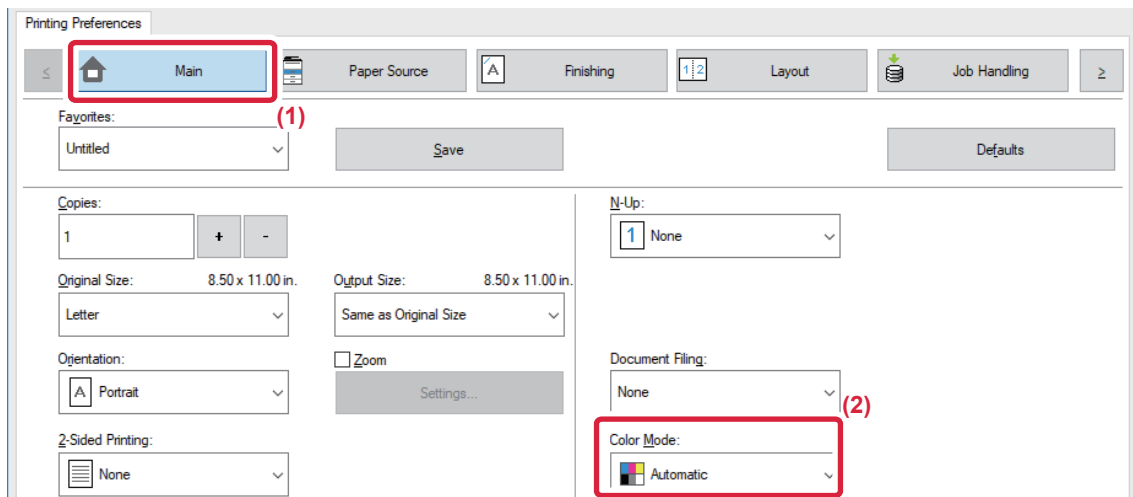 Printing Preferences
≤ Main Paper Source A Finishing 1 2 Layout Job Handling ≥
(1)
Favorites:
Untitled Save Defaults
Copies: N-Up:
1 + - 1 None
Original Size: 8.50 x 11.00 in. Output Size: 8.50 x 11.00 in.
Letter Same as Original Size
Orientation: Zoom Document Filing:
A Portrait Settings... None
(2)
2-Sided Printing: Color Mode:
None Automatic